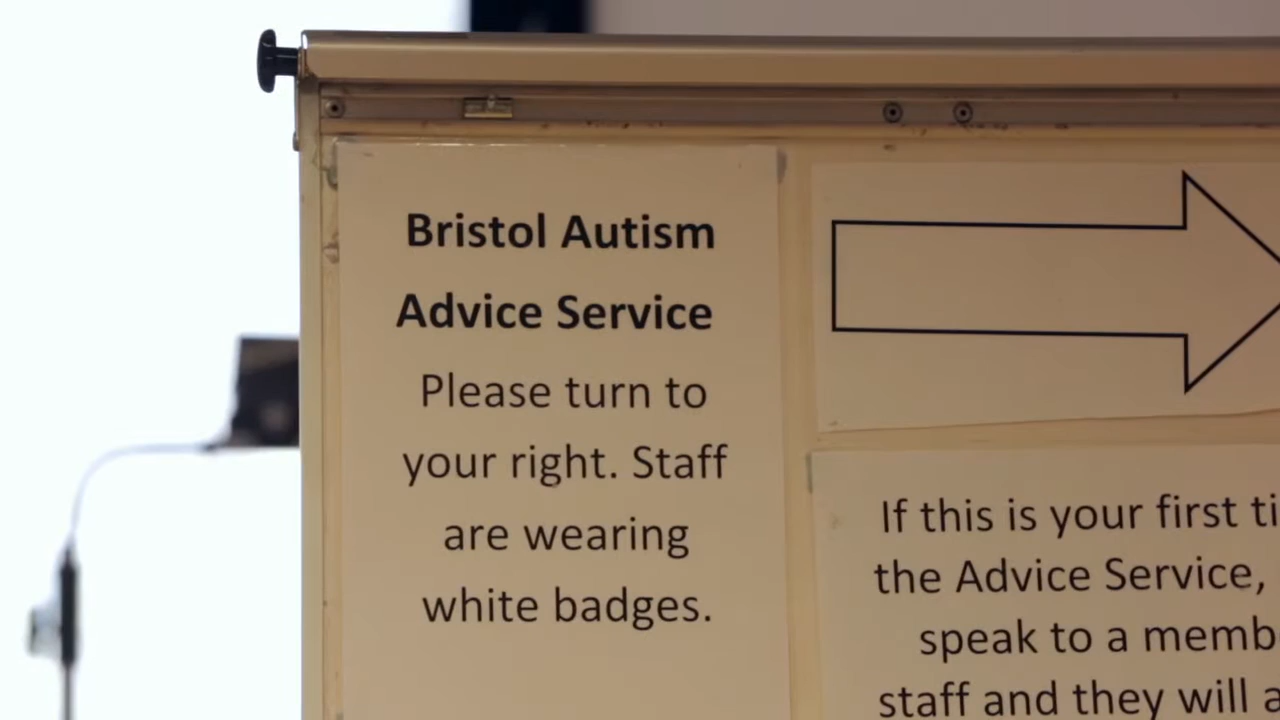 Bristol Autism
Advice Service
Please turn to
your right. Staff
are wearing
white badges.
If this is your first
the Advice Service,
speak to a
staff and they will